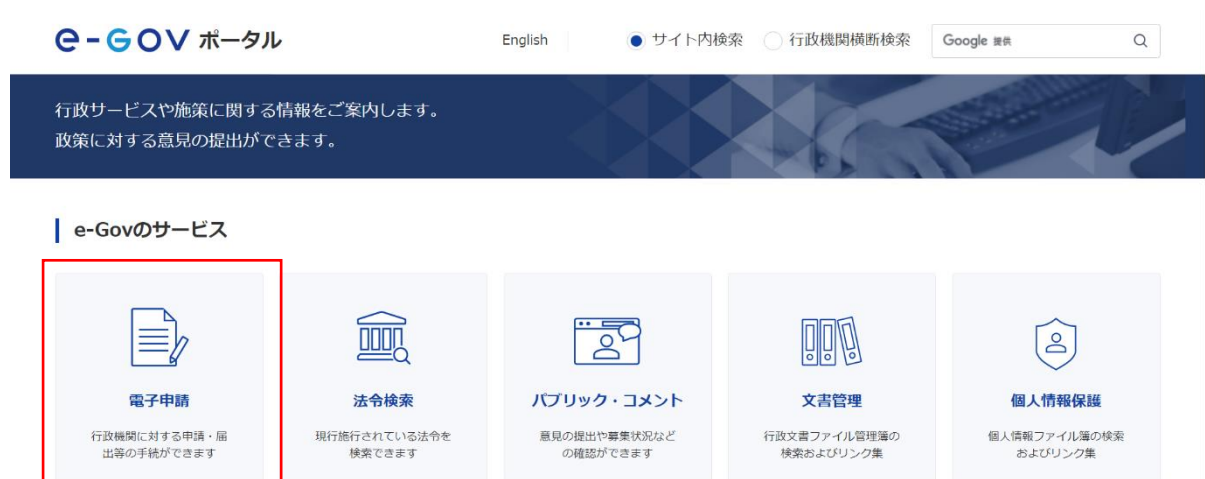 e-GOV ポータル
English
サイト内検索
行政機関横断検索
Google 提供
行政サービスや施策に関する情報をご案内します。
政策に対する意見の提出ができます。
e-Govのサービス
電子申請
行政機関に対する申請・届
出等の手続ができます
法令検索
現行施行されている法令を
検索できます
パブリック・コメント
意見の提出や募集状況など
の確認ができます
文書管理
行政文書ファイル管理簿の
検索およびリンク集
個人情報保護
個人情報ファイル簿の検索
およびリンク集